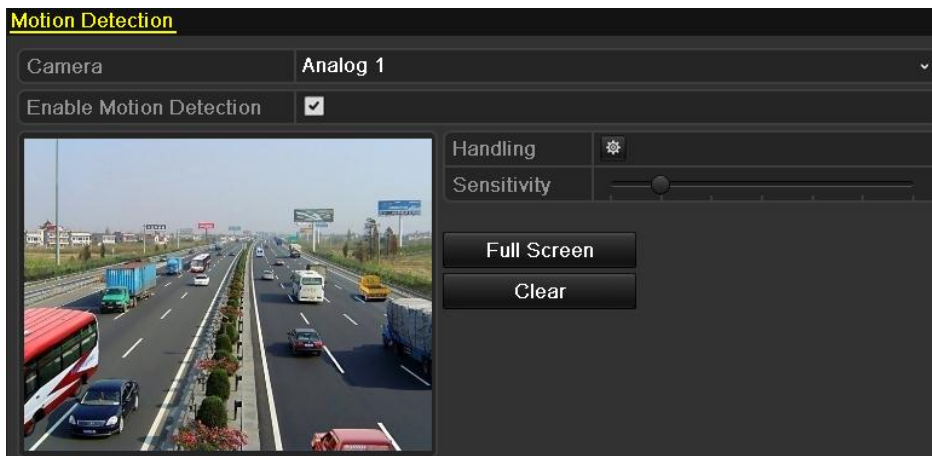 Motion Detection
Camera Analog 1
Enable Motion Detection
Handling
Sensitivity
Full Screen
Clear